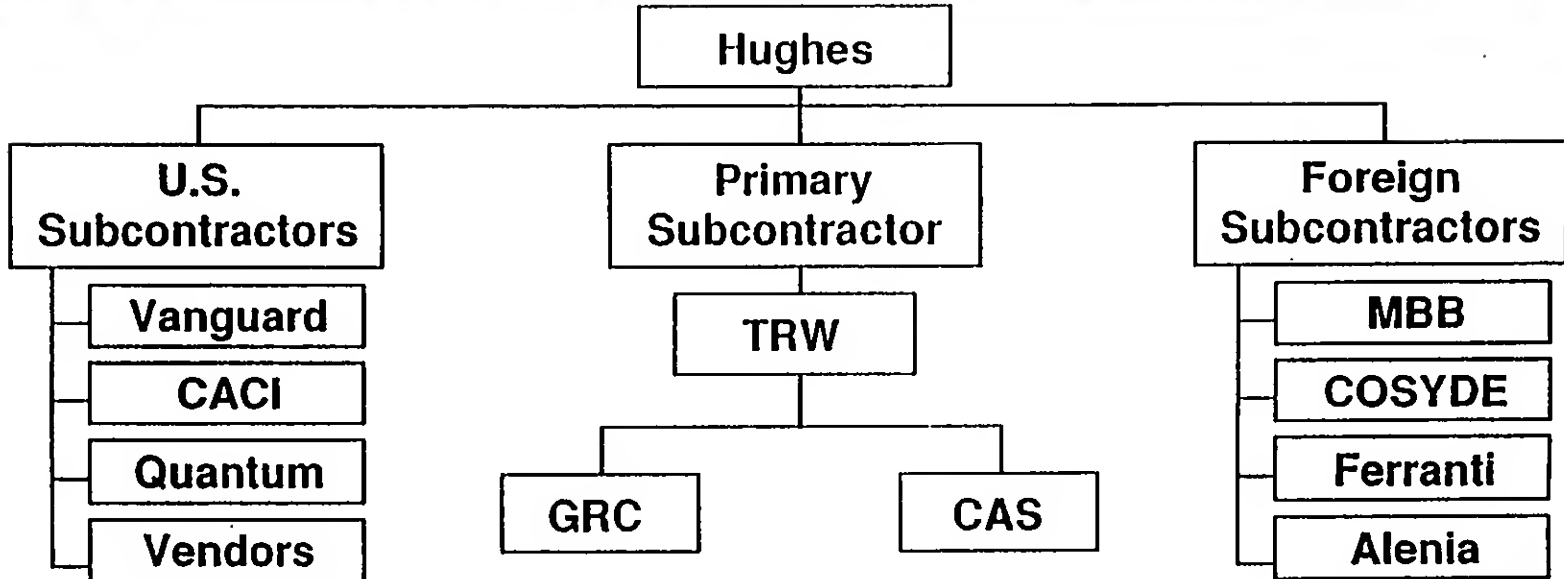 Hughes
U.S.
Subcontractors
Vanguard
CACI
Quantum
Vendors
Primary
Subcontractor
TRW
GRC
CAS
Foreign
Subcontractors
MBB
COSYDE
Ferranti
Alenia